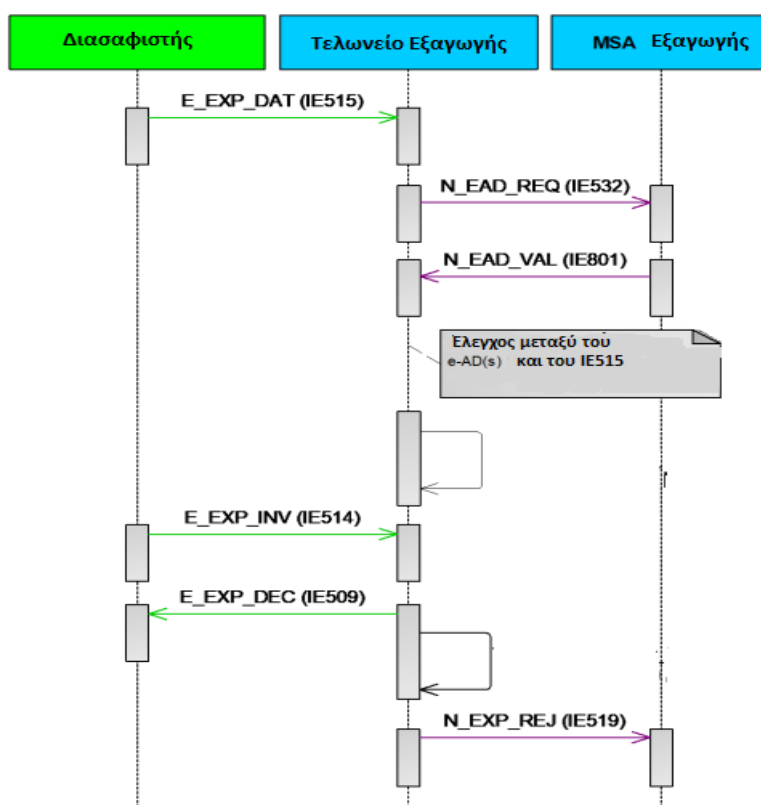 Διασαφιστής
Τελωνείο Εξαγωγής
MSA Εξαγωγής
E_EXP_DAT (IE515)
N_EAD_REQ (IE532)
N_EAD_VAL (IE801)
Έλεγχος μεταξύ του
e-AD(s) και του IE515
E_EXP_INV (IE514)
E_EXP_DEC (IE509)
N_EXP_REJ (IE519)